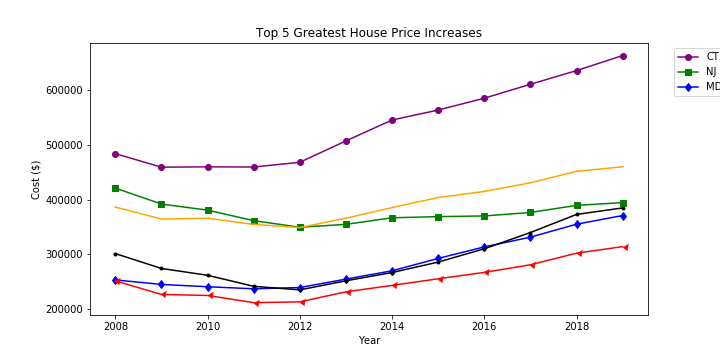 Top 5 Greatest House Price Increases
600000
500000
400000
300000
200000
Cost ($)
2008
2010
2012
2014
2016
2018
Year
CT
NJ
MD